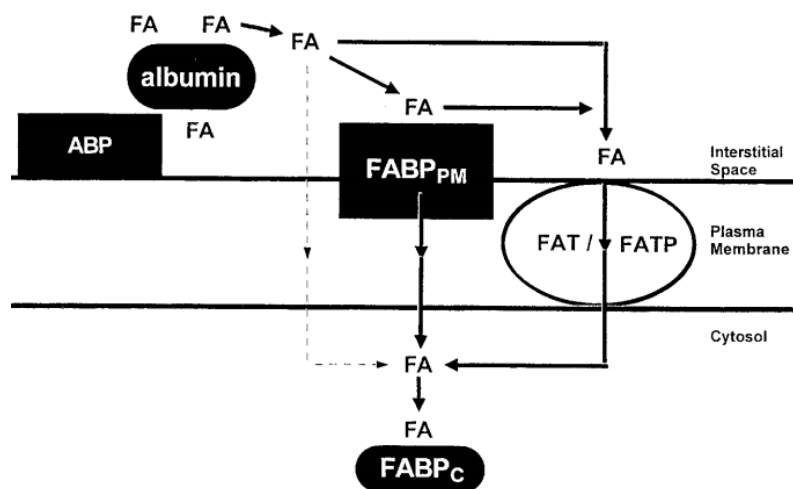 FA FA
FA
albumin
FA
FA
ABP
FABPPM
FA
Interstitial
Space
FAT / FATP
Plasma
Membrane
Cytosol
FA
FA
FABPC